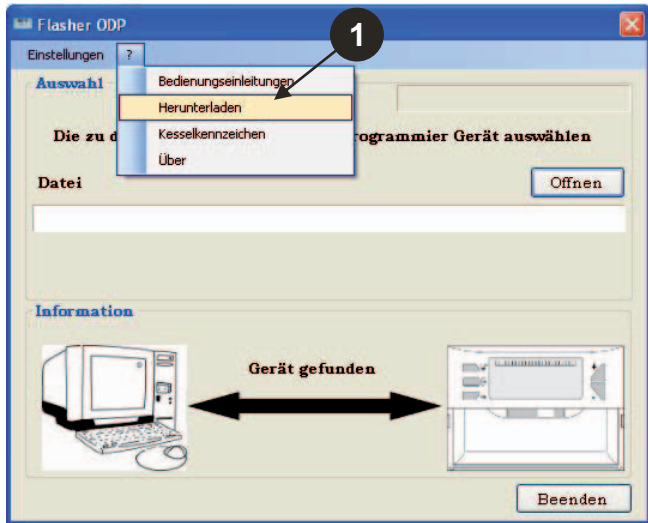 Flasher ODP
1
Einstellungen ?
Auswahl
Bedienungseinleitungen
Herunterladen
Kesselkennzeichen
Über
Die zu d rogrammier Gerät auswählen
Datei
Offnen
Information
Gerät gefunden
Beenden